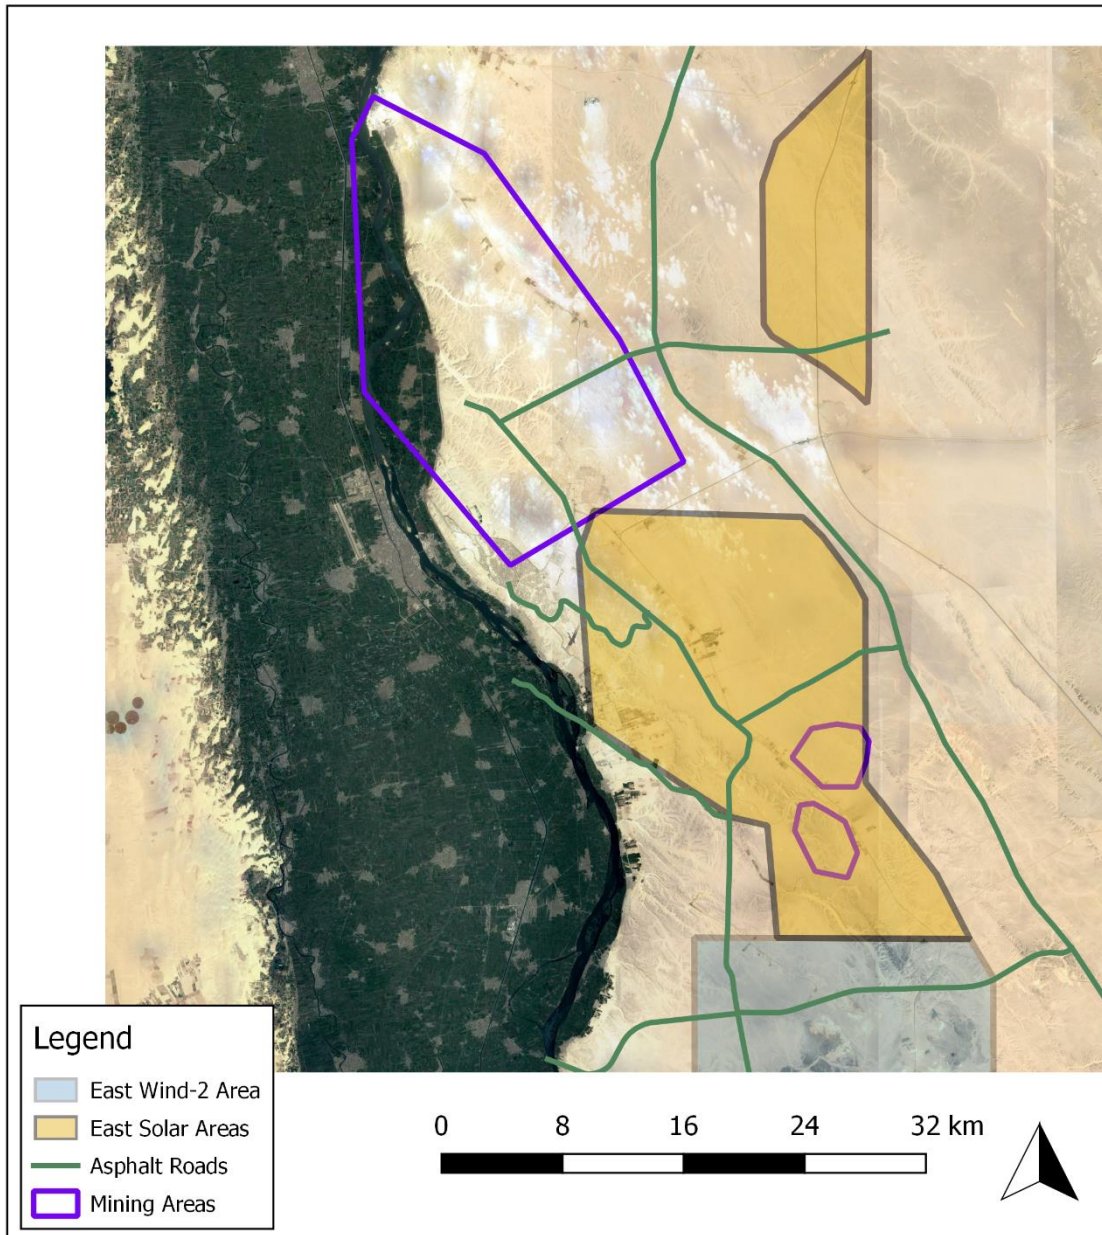 Legend
East Wind-2 Area
East Solar Areas
Asphalt Roads
Mining Areas
0 8 16 24 32 km